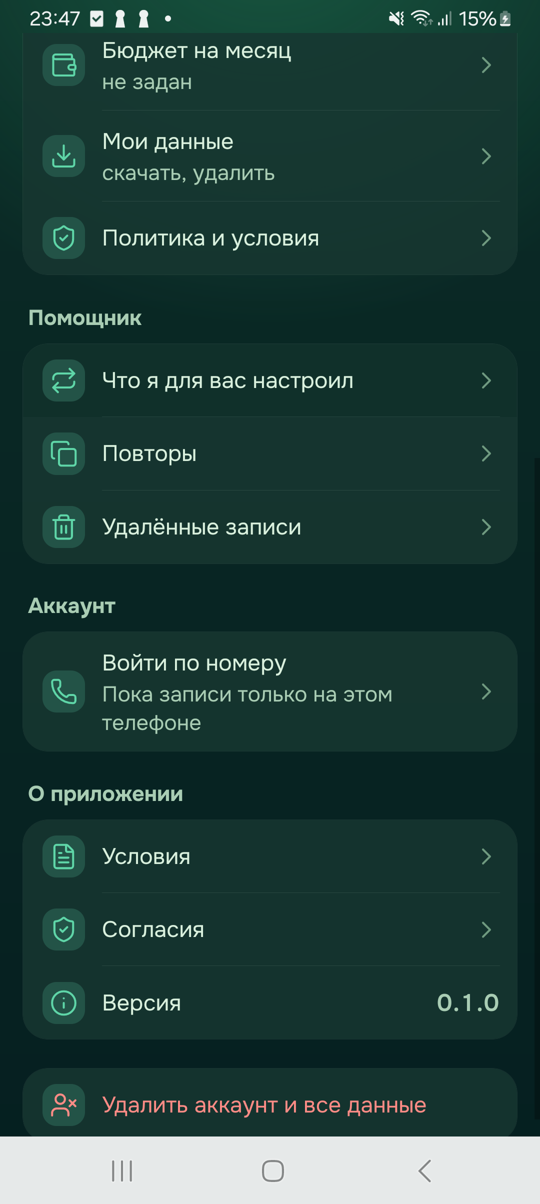 23:47
15%
Бюджет на месяц
не задан
Мои данные
скачать, удалить
Политика и условия
Помощник
Что я для вас настроил
Повторы
Удалённые записи
Аккаунт
Войти по номеру
Пока записи только на этом
телефоне
О приложении
Условия
Согласия
Версия 0.1.0
Удалить аккаунт и все данные